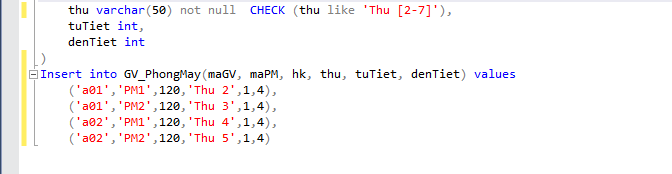 thu varchar(50) not null  CHECK (thu like 'Thu [2-7]'),
tuTiet int,
denTiet int
)
Insert into GV_PhongMay(maGV, maPM, hk, thu, tuTiet, denTiet) values
('a01','PM1',120,'Thu 2',1,4),
('a01','PM2',120,'Thu 3',1,4),
('a02','PM1',120,'Thu 4',1,4),
('a02','PM2',120,'Thu 5',1,4)